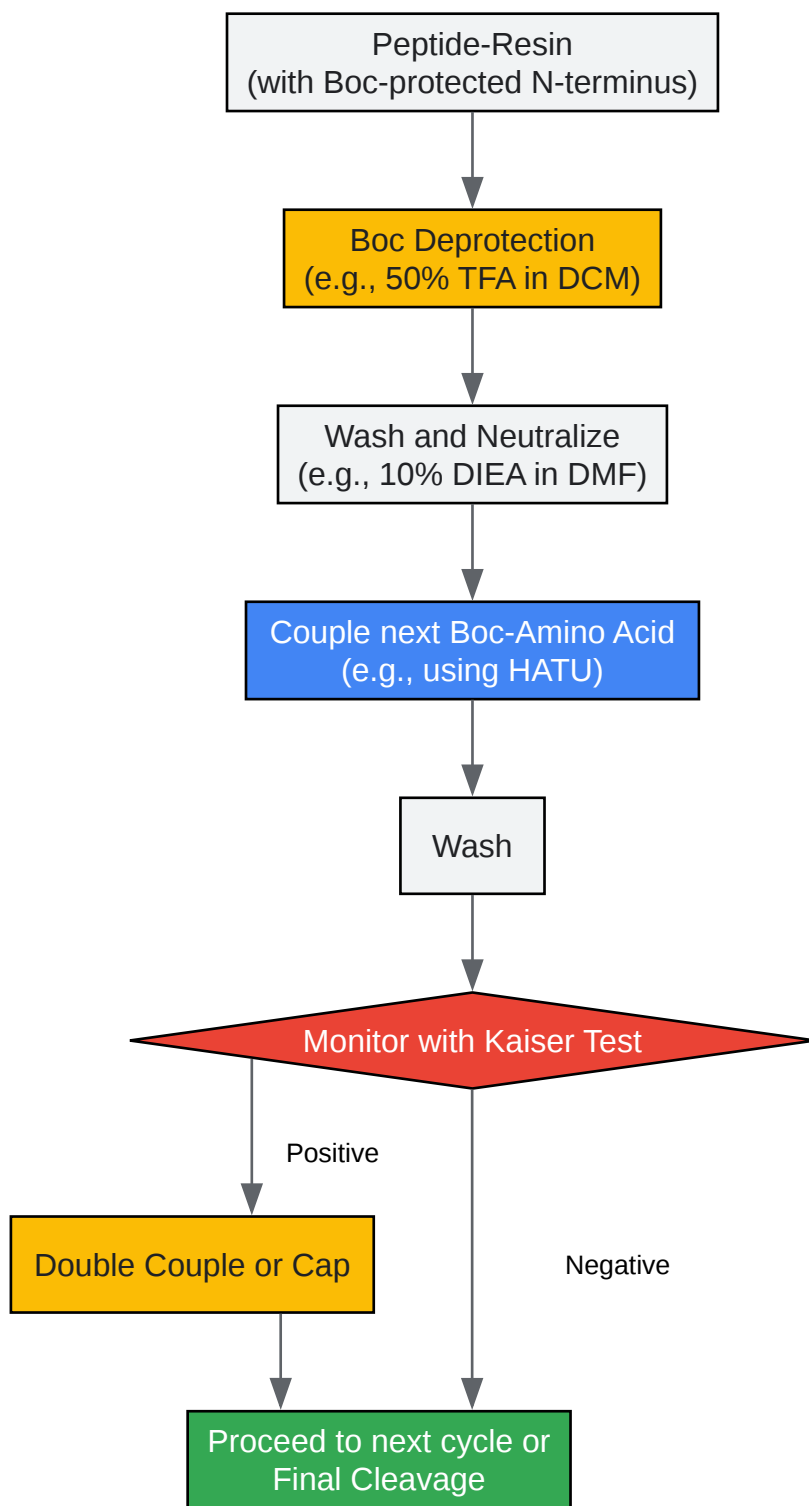 Peptide-Resin
(with Boc-protected N-terminus)
Boc Deprotection
(e.g., 50% TFA in DCM)
Wash and Neutralize
(e.g., 10% DIEA in DMF)
Couple next Boc-Amino Acid
(e.g., using HATU)
Wash
Monitor with Kaiser Test
Positive
Double Couple or Cap
Negative
Proceed to next cycle or
Final Cleavage